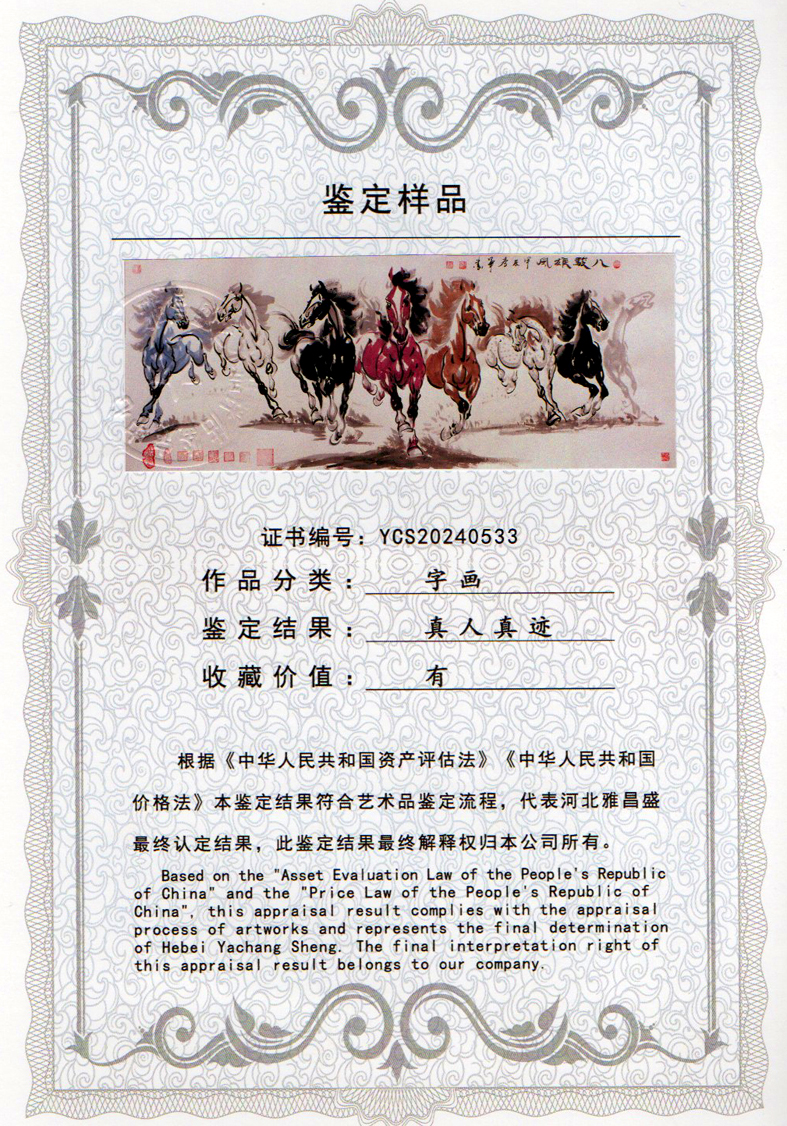 鉴定样品
八骏雄风
证书编号：YCS20240533
作品分类：字画
鉴定结果：真人真迹
收藏价值：有
根据《中华人民共和国资产评估法》《中华人民共和国
价格法》本鉴定结果符合艺术品鉴定流程，代表河北雅昌盛
最终认定结果，此鉴定结果最终解释权归本公司所有。
Based on the "Asset Evaluation Law of the People's Republic
of China" and the "Price Law of the People's Republic of
China", this appraisal result complies with the appraisal
process of artworks and represents the final determination
of Hebei Yachang Sheng. The final interpretation right of
this appraisal result belongs to our company.